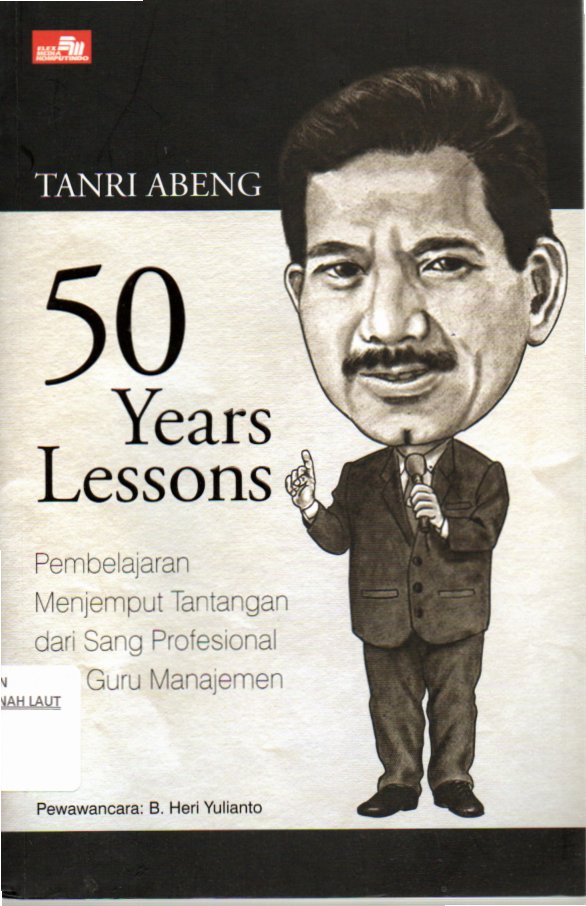 ELEX
MEDIA
KOMPUTINDO
TANRI ABENG
50
Years
Lessons
Pembelajaran
Menjemput Tantangan
dari Sang Profesional
Guru Manajemen
N
NAH LAUT
Pewawancara: B. Heri Yulianto